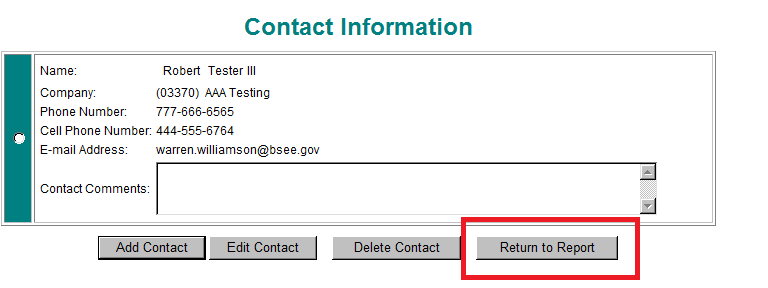 Contact Information
Name: Robert Tester III
Company: (03370) AAA Testing
Phone Number: 777-666-6565
Cell Phone Number: 444-555-6764
E-mail Address: warren.williamson@bsee.gov
Contact Comments:
Add Contact Edit Contact Delete Contact Return to Report